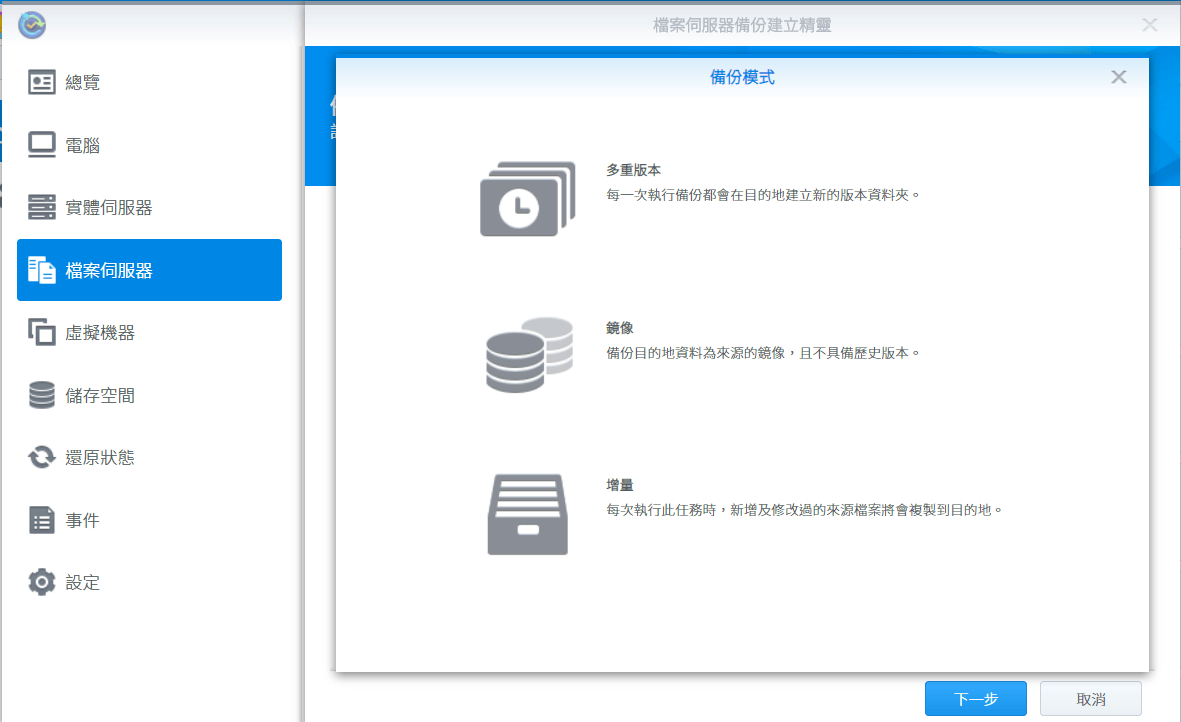 檔案伺服器備份建立精靈
總覽
電腦
實體伺服器
檔案伺服器
虛擬機器
儲存空間
還原狀態
事件
設定
備份模式
多重版本
每一次執行備份都會在目的地建立新的版本資料夾。
鏡像
備份目的地資料為來源的鏡像，且不具備歷史版本。
增量
每次執行此任務時，新增及修改過的來源檔案將會複製到目的地。
下一步
取消